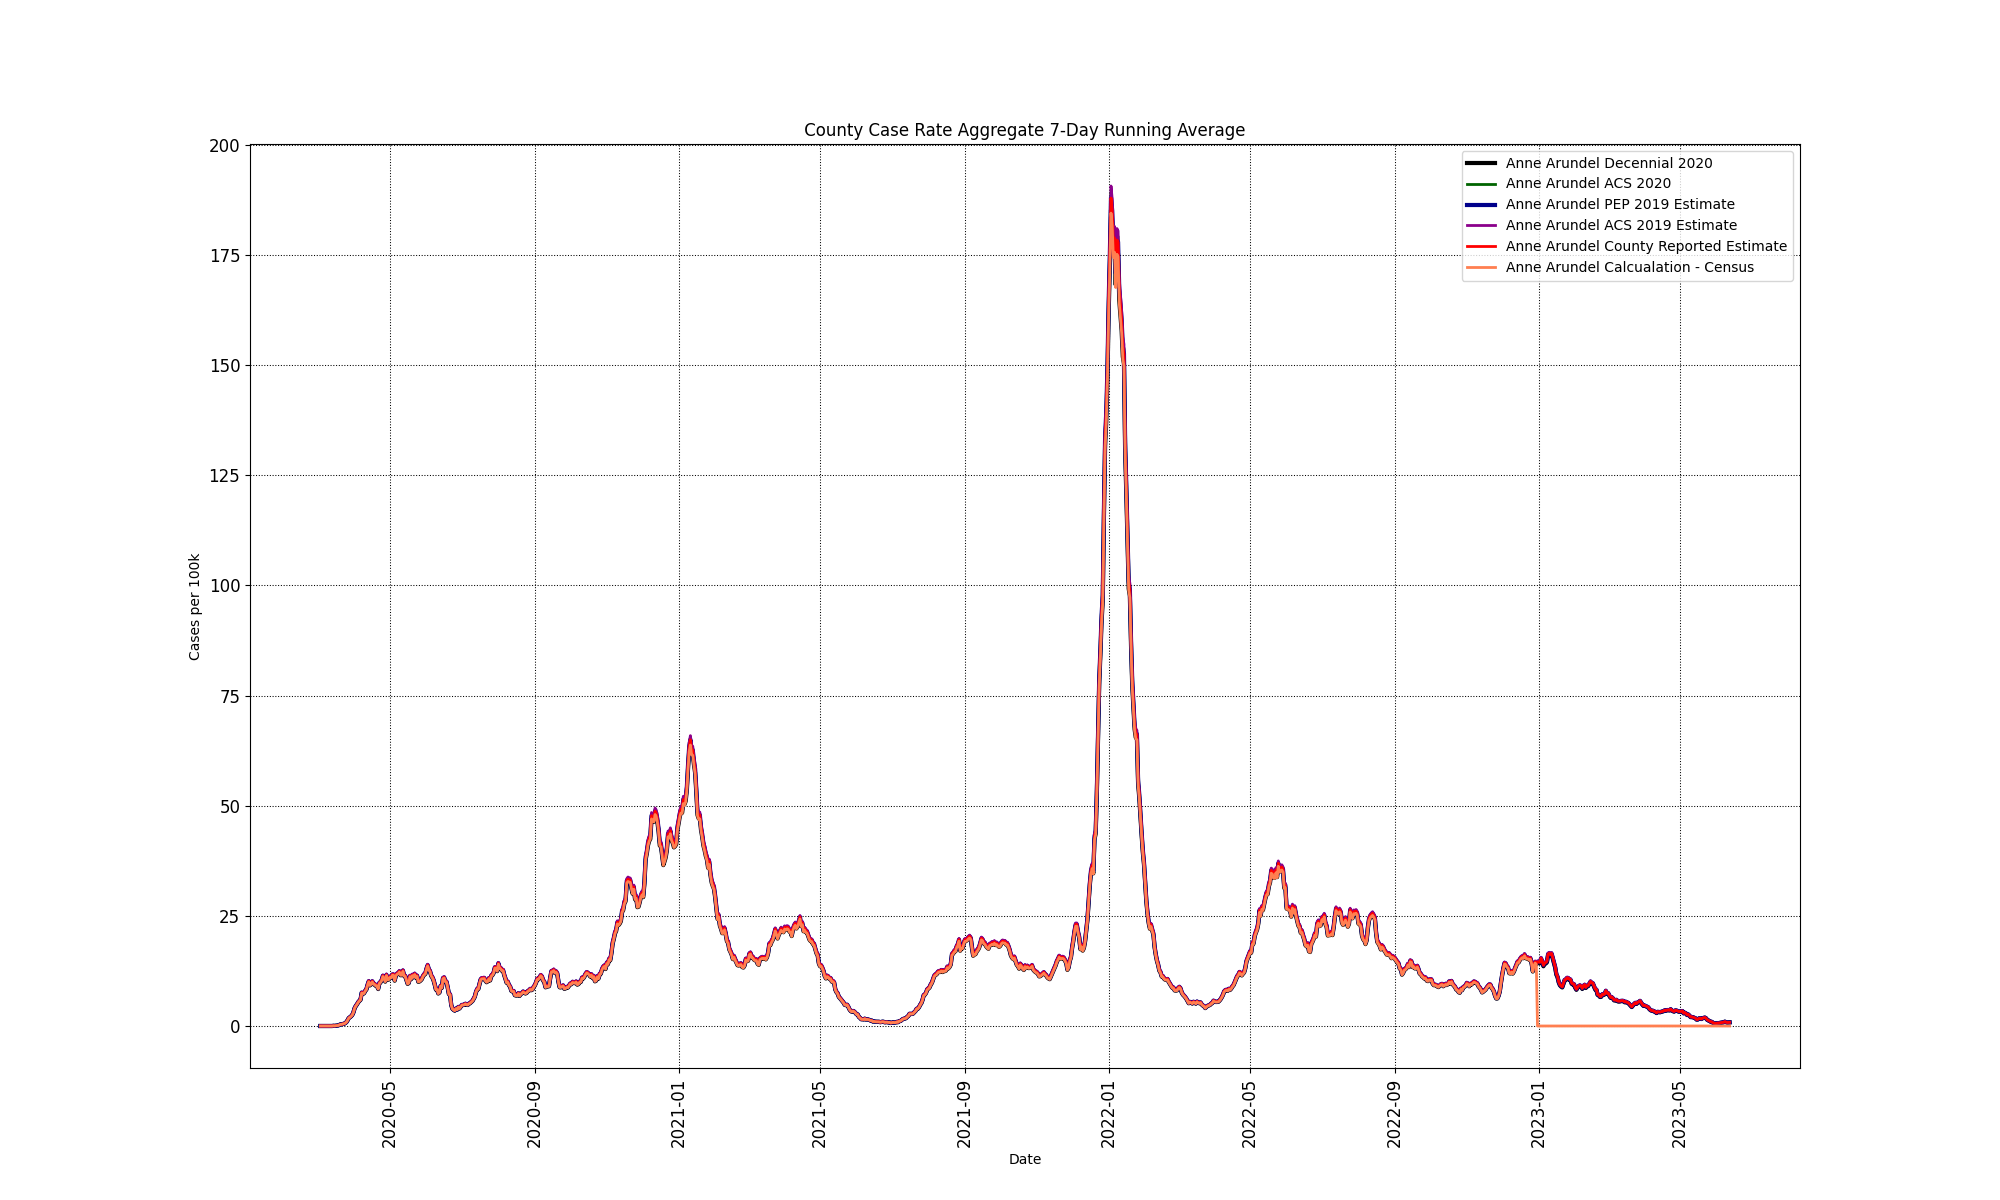 County Case Rate Aggregate 7-Day Running Average
Anne Arundel Decennial 2020
Anne Arundel ACS 2020
Anne Arundel PEP 2019 Estimate
Anne Arundel ACS 2019 Estimate
Anne Arundel County Reported Estimate
Anne Arundel Calcualation - Census
Cases per 100k
200
175
150
125
100
75
50
25
0
2020-05
2020-09
2021-01
2021-05
2021-09
2022-01
2022-05
2022-09
2023-01
2023-05
Date